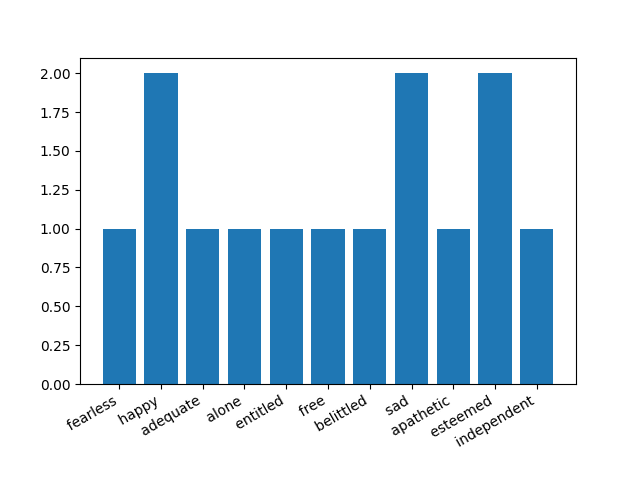 2.00
1.75
1.50
1.25
1.00
0.75
0.50
0.25
0.00
fearless
happy
adequate
alone
entitled
free
belittled
sad
apathetic
esteemed
independent